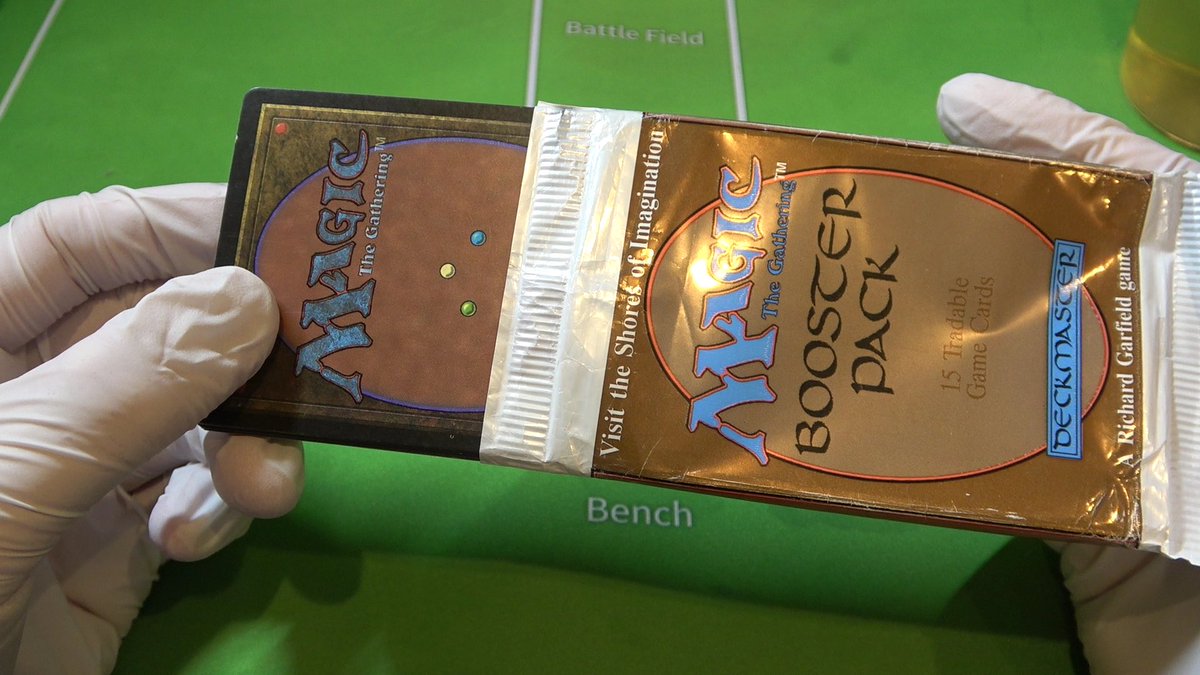 Battle Field
MAGIC
The Gathering™
Visit the Shores of Imagination
MAGIC
The Gathering™
BOOSTER
PACK
15 Tradable
Game Cards
DECKMASTER
A Richard Garfield game
Bench